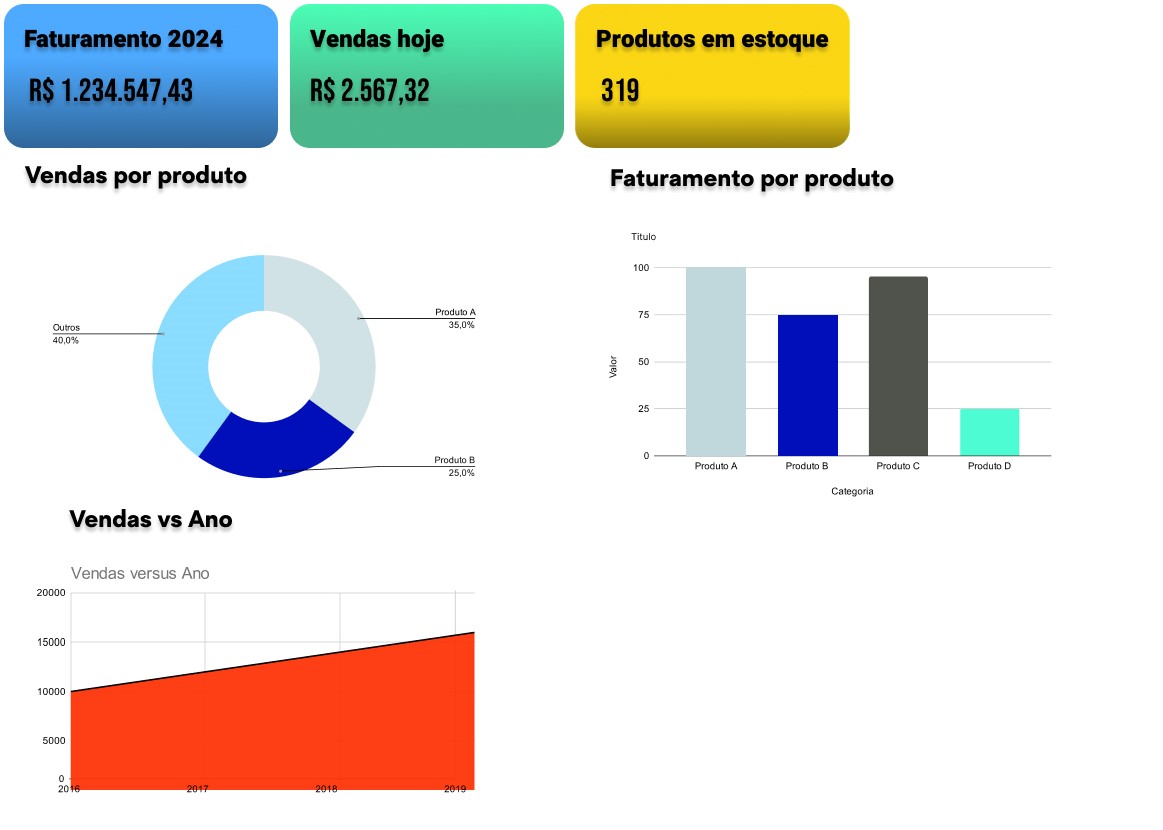 Faturamento 2024
R$ 1.234.547,43
Vendas hoje
R$ 2.567,32
Produtos em estoque
319
Vendas por produto
Outros
40,0%
Produto A
35,0%
Produto B
25,0%
Faturamento por produto
Titulo
100
75
50
25
0
Valor
Produto A
Produto B
Produto C
Produto D
Categoria
Vendas vs Ano
Vendas versus Ano
20000
15000
10000
5000
0
2016
2017
2018
2019